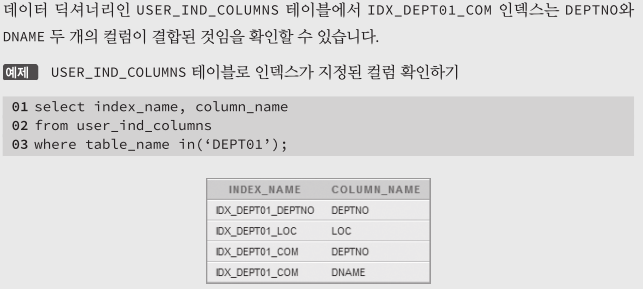 데이터 딕셔너리인 USER_IND_COLUMNS 테이블에서 IDX_DEPT01_COM 인덱스는 DEPTNO와
DNAME 두 개의 컬럼이 결합된 것임을 확인할 수 있습니다.
예제 USER_IND_COLUMNS 테이블로 인덱스가 지정된 컬럼 확인하기
01 select index_name, column_name
02 from user_ind_columns
03 where table_name in(‘DEPT01’);
INDEX_NAME COLUMN_NAME
IDX_DEPT01_DEPTNO DEPTNO
IDX_DEPT01_LOC LOC
IDX_DEPT01_COM DEPTNO
IDX_DEPT01_COM DNAME